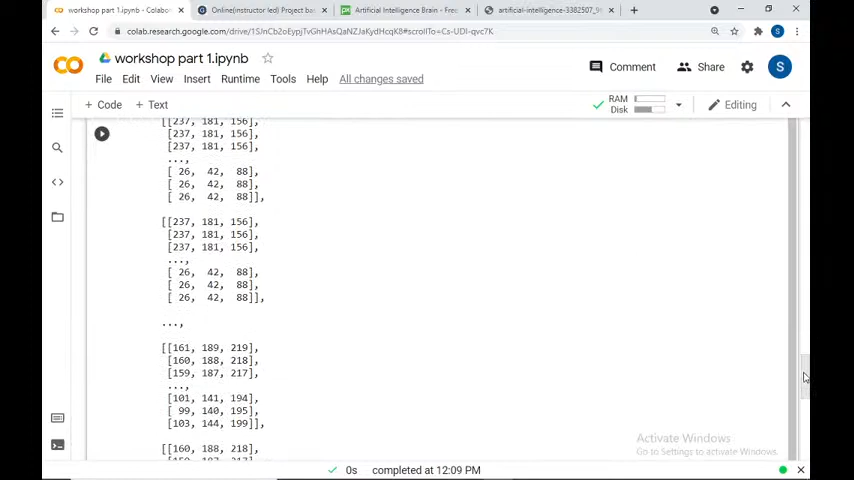 workshop part 1.ipynb - Colabo
Online(instructor led) Project ba
Artificial Intelligence Brain - Free
artificial-intelligence-3382507_9
colab.research.google.com/drive/1SJnCb2oEypjTvGhHAsQaNZJaKydHcqK8#scrollTo=Cs-UDI-qvc7K
S
workshop part 1.ipynb
File Edit View Insert Runtime Tools Help All changes saved
Comment
Share
S
+ Code + Text
RAM
Disk
Editing
[[237, 181, 156],
[237, 181, 156],
[237, 181, 156],
...,
[ 26, 42, 88],
[ 26, 42, 88],
[ 26, 42, 88]],
[[237, 181, 156],
[237, 181, 156],
[237, 181, 156],
...,
[ 26, 42, 88],
[ 26, 42, 88],
[ 26, 42, 88]],
...,
[[161, 189, 219],
[160, 188, 218],
[159, 187, 217],
...,
[101, 141, 194],
[ 99, 140, 195],
[103, 144, 199]],
[[160, 188, 218],
[159, 187, 217],
Activate Windows
Go to Settings to activate Windows.
0s completed at 12:09 PM